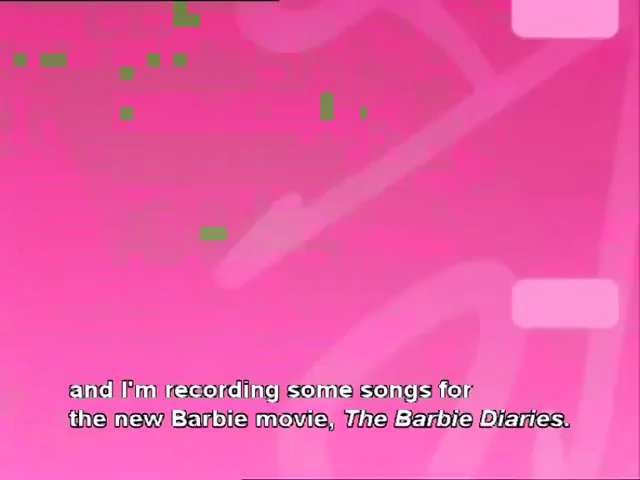 and I'm recording some songs for
the new Barbie movie, The Barbie Diaries.